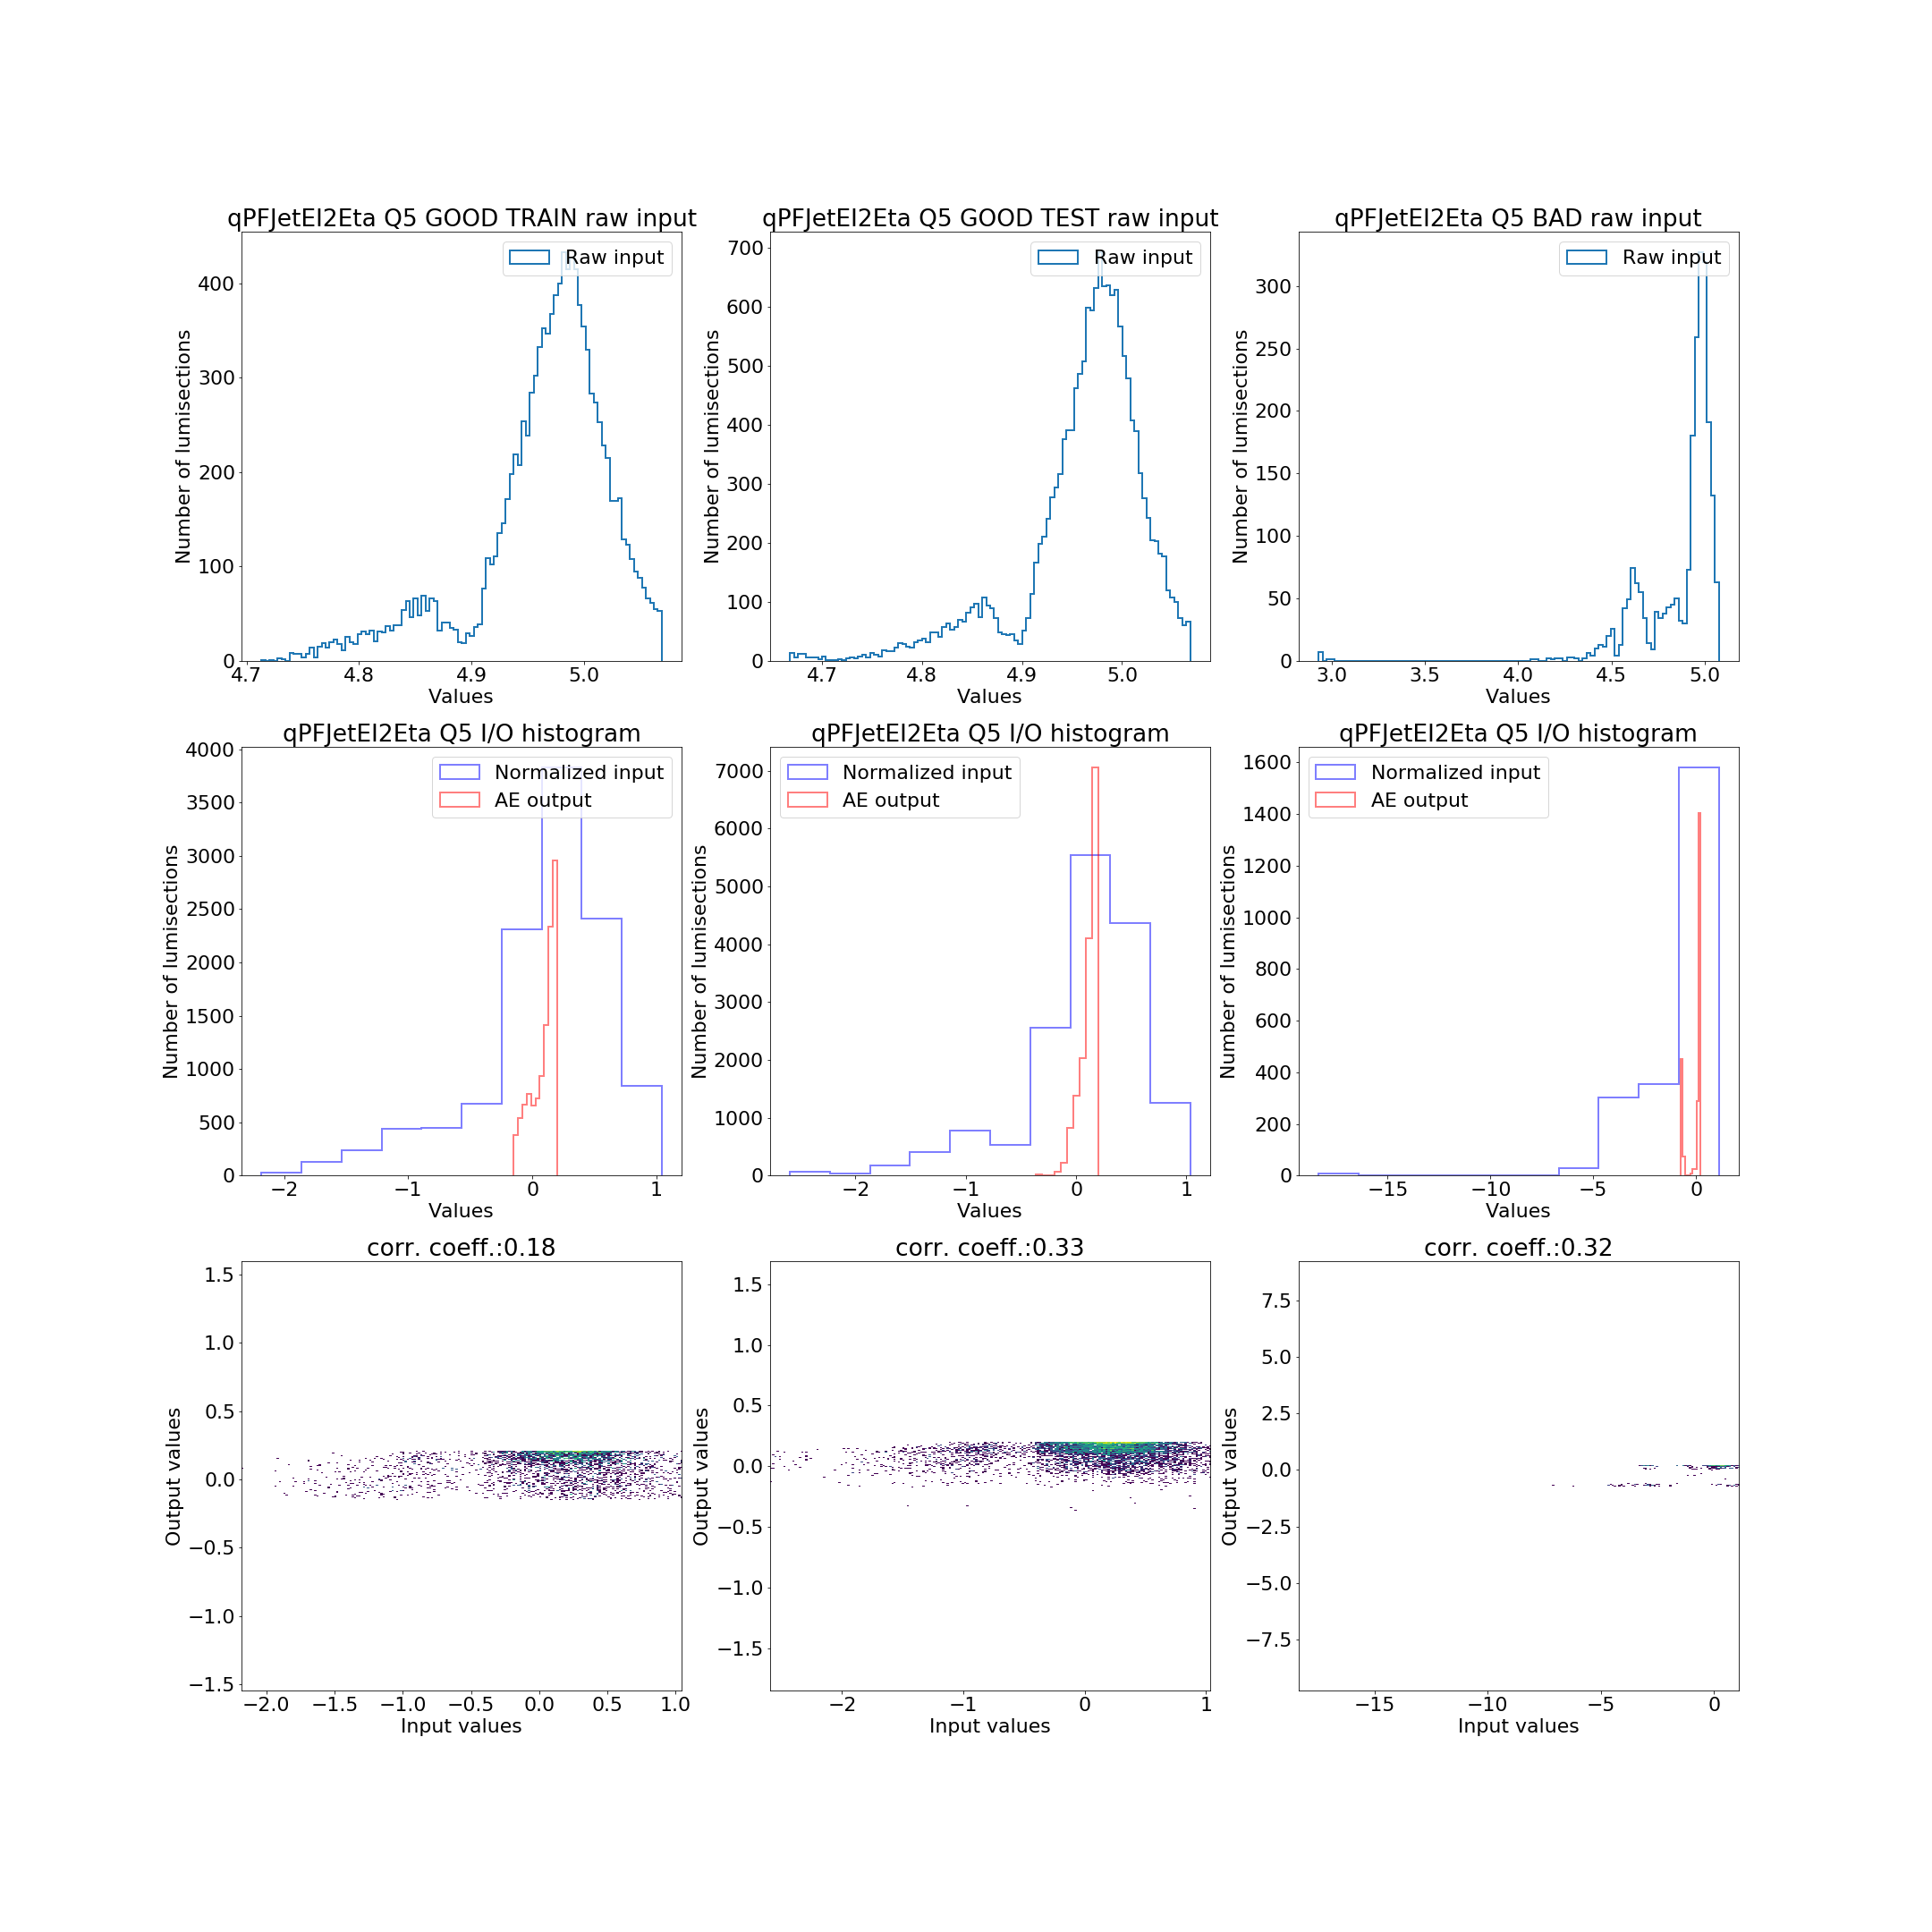 qPFJetEI2Eta Q5 GOOD TRAIN raw input
Raw input
400
300
200
100
0
4.7 4.8 4.9 5.0
Number of lumisections
Values
qPFJetEI2Eta Q5 GOOD TEST raw input
Raw input
700
600
500
400
300
200
100
0
4.7 4.8 4.9 5.0
Number of lumisections
Values
qPFJetEI2Eta Q5 BAD raw input
Raw input
300
250
200
150
100
50
0
3.0 3.5 4.0 4.5 5.0
Number of lumisections
Values
qPFJetEI2Eta Q5 I/O histogram
Normalized input
AE output
4000
3500
3000
2500
2000
1500
1000
500
0
−2 −1 0 1
Number of lumisections
Values
qPFJetEI2Eta Q5 I/O histogram
Normalized input
AE output
7000
6000
5000
4000
3000
2000
1000
0
−2 −1 0 1
Number of lumisections
Values
qPFJetEI2Eta Q5 I/O histogram
Normalized input
AE output
1600
1400
1200
1000
800
600
400
200
0
−15 −10 −5 0
Number of lumisections
Values
corr. coeff.:0.18
1.5
1.0
0.5
0.0
−0.5
−1.0
−1.5
−2.0 −1.5 −1.0 −0.5 0.0 0.5 1.0
Output values
Input values
corr. coeff.:0.33
1.5
1.0
0.5
0.0
−0.5
−1.0
−1.5
−2 −1 0 1
Output values
Input values
corr. coeff.:0.32
7.5
5.0
2.5
0.0
−2.5
−5.0
−7.5
−15 −10 −5 0
Output values
Input values